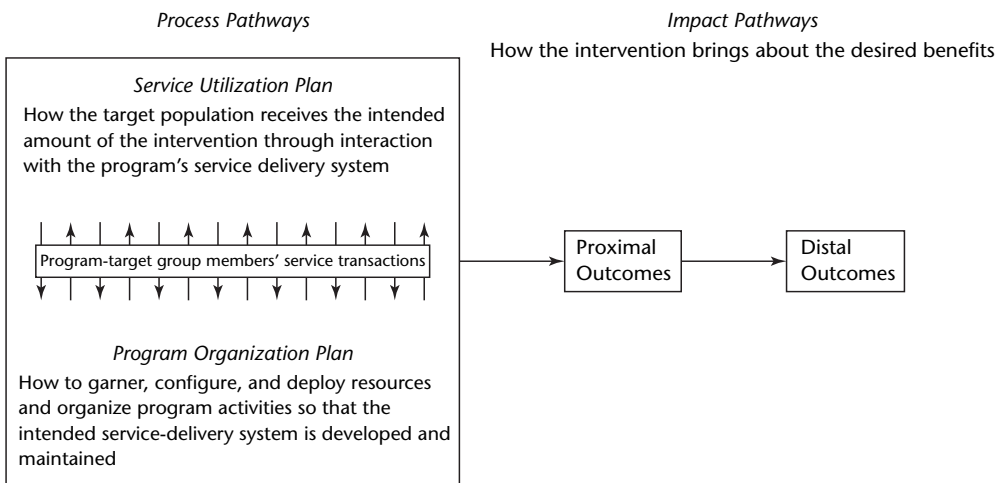 Process Pathways
Impact Pathways
How the intervention brings about the desired benefits
Service Utilization Plan
How the target population receives the intended
amount of the intervention through interaction
with the program's service delivery system
Program-target group members' service transactions
Proximal
Outcomes
Distal
Outcomes
Program Organization Plan
How to garner, configure, and deploy resources
and organize program activities so that the
intended service-delivery system is developed and
maintained